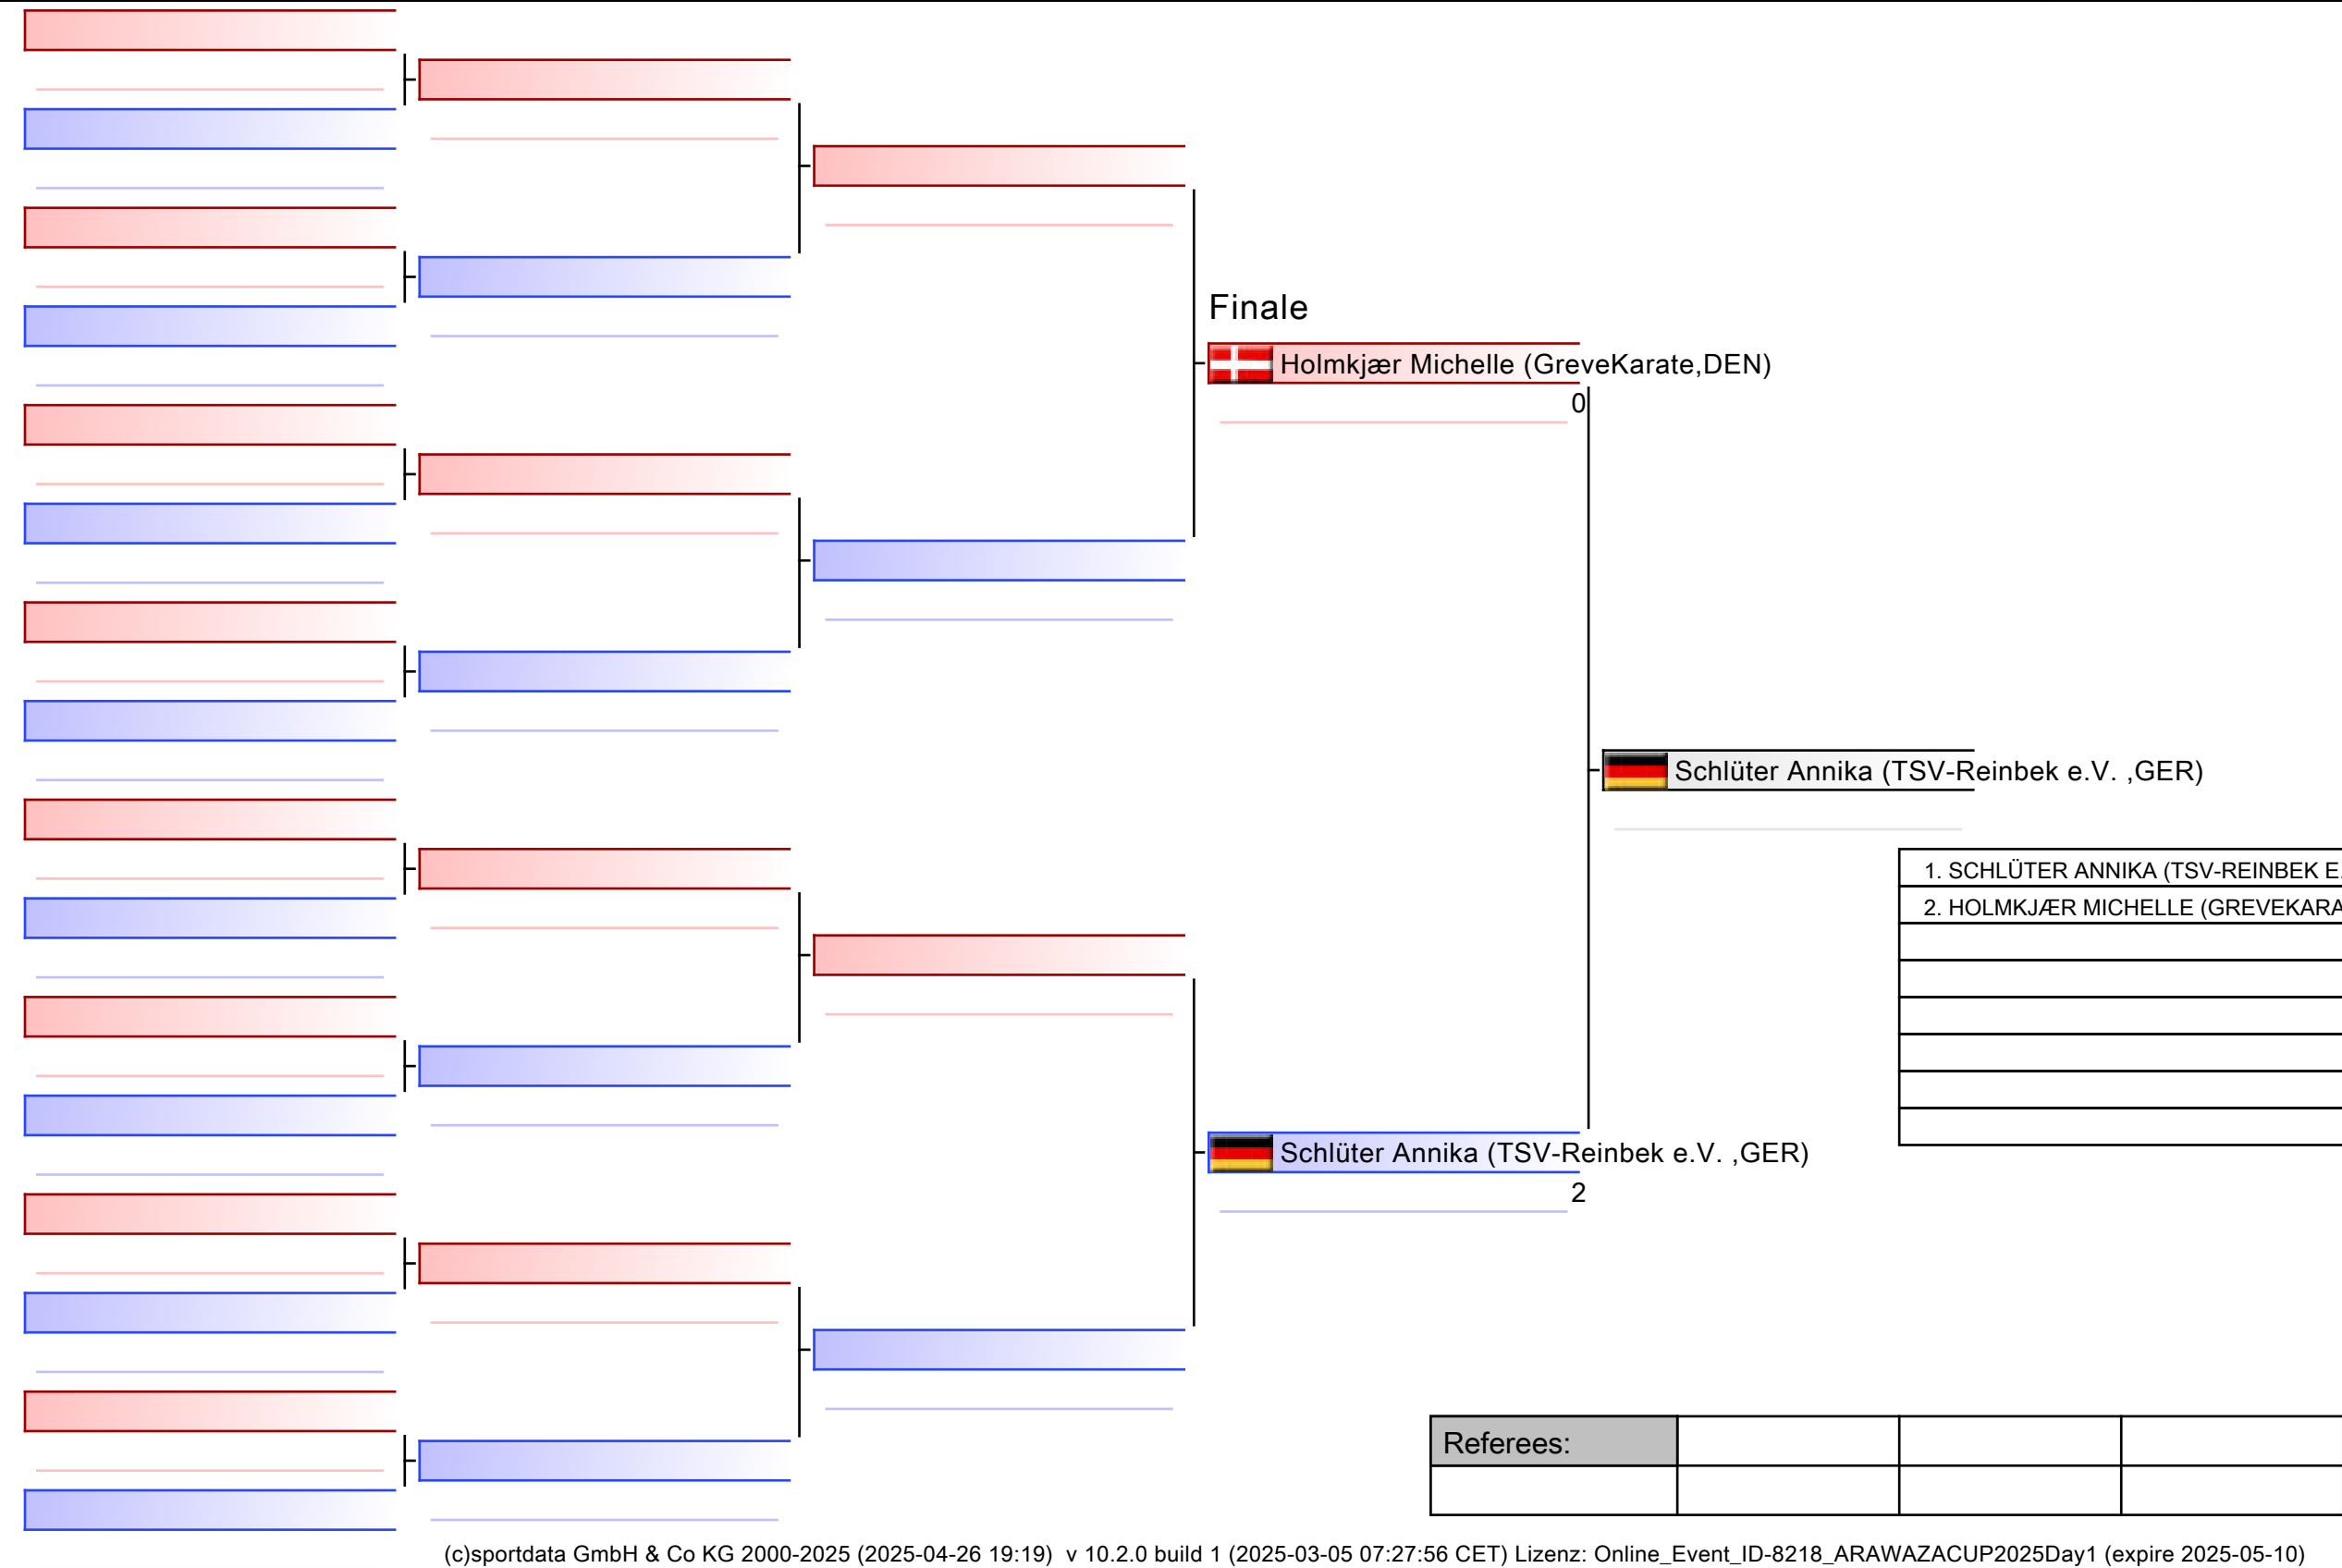 Finale
Holmkjær Michelle (GreveKarate,DEN)
0
Schlüter Annika (TSV-Reinbek e.V. ,GER)
1. SCHLÜTER ANNIKA (TSV-REINBEK E.
2. HOLMKJÆR MICHELLE (GREVEKARA
Schlüter Annika (TSV-Reinbek e.V. ,GER)
2
Referees:
(c)sportdata GmbH & Co KG 2000-2025 (2025-04-26 19:19) v 10.2.0 build 1 (2025-03-05 07:27:56 CET) Lizenz: Online_Event_ID-8218_ARAWAZACUP2025Day1 (expire 2025-05-10)